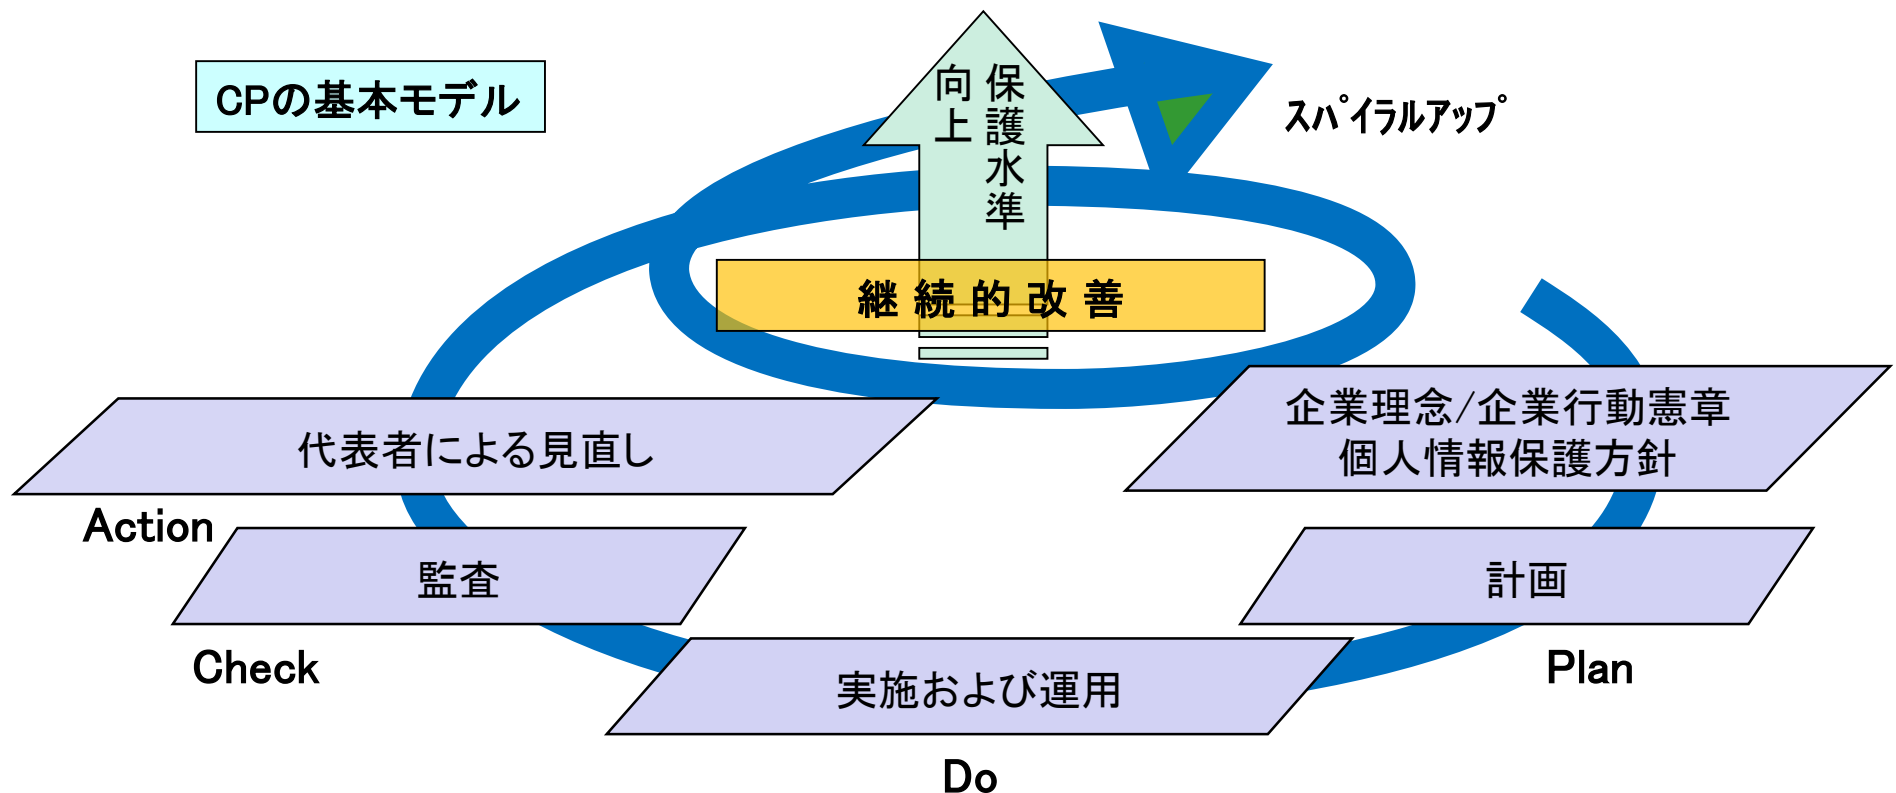 CPの基本モデル
保護水準
向上
ｽﾊﾟｲﾗﾙｱｯﾌﾟ
継続的改善
企業理念/企業行動憲章
個人情報保護方針
代表者による見直し
Action
監査
計画
Check
Plan
実施および運用
Do